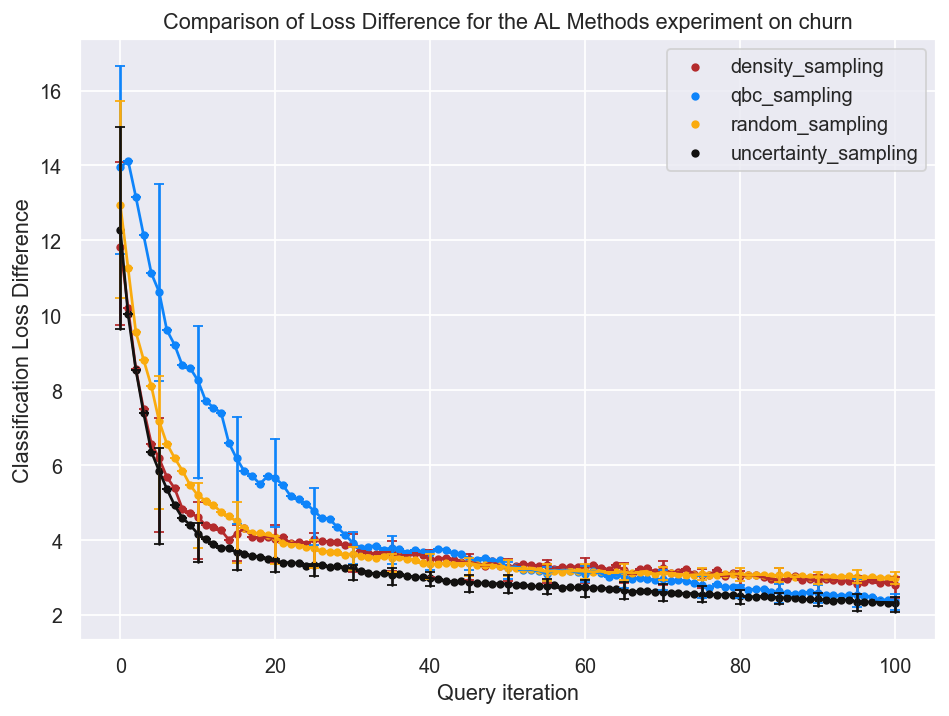 Comparison of Loss Difference for the AL Methods experiment on churn
density_sampling
qbc_sampling
random_sampling
uncertainty_sampling
Classification Loss Difference
16
14
12
10
8
6
4
2
0
20
40
60
80
100
Query iteration